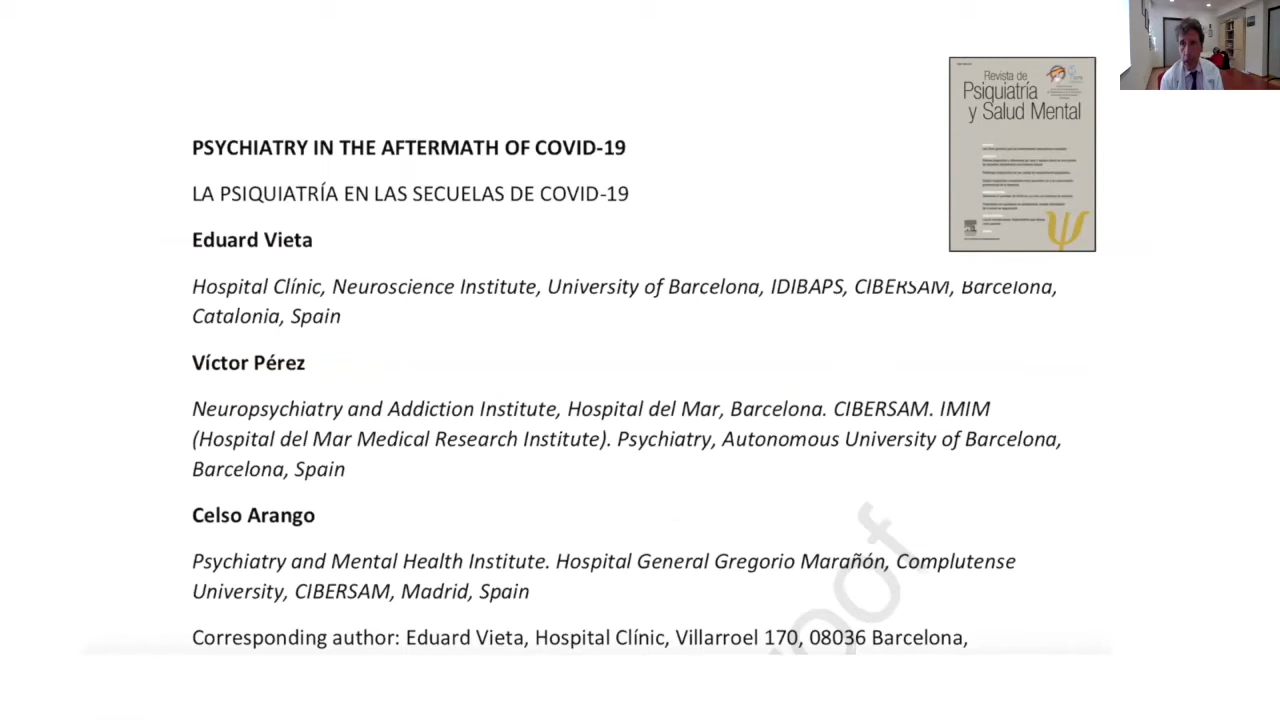 PSYCHIATRY IN THE AFTERMATH OF COVID-19
LA PSIQUIATRÍA EN LAS SECUELAS DE COVID-19
Eduard Vieta
Hospital Clínic, Neuroscience Institute, University of Barcelona, IDIBAPS, CIBERSAM, Barcelona,
Catalonia, Spain
Víctor Pérez
Neuropsychiatry and Addiction Institute, Hospital del Mar, Barcelona. CIBERSAM. IMIM
(Hospital del Mar Medical Research Institute). Psychiatry, Autonomous University of Barcelona,
Barcelona, Spain
Celso Arango
Psychiatry and Mental Health Institute. Hospital General Gregorio Marañón, Complutense
University, CIBERSAM, Madrid, Spain
Corresponding author: Eduard Vieta, Hospital Clínic, Villarroel 170, 08036 Barcelona,
Revista de
Psiquiatría
y Salud Mental